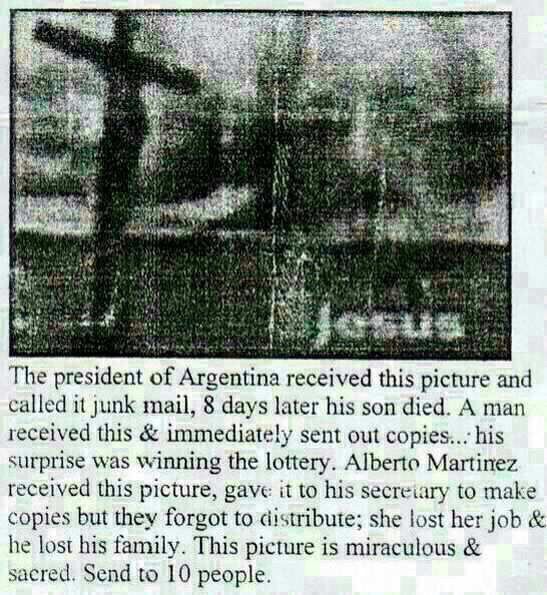 jesus
The president of Argentina received this picture and
called it junk mail, 8 days later his son died. A man
received this & immediately sent out copies... his
surprise was winning the lottery. Alberto Martinez
received this picture, gave it to his secretary to make
copies but they forgot to distribute; she lost her job &
he lost his family. This picture is miraculous &
sacred. Send to 10 people.